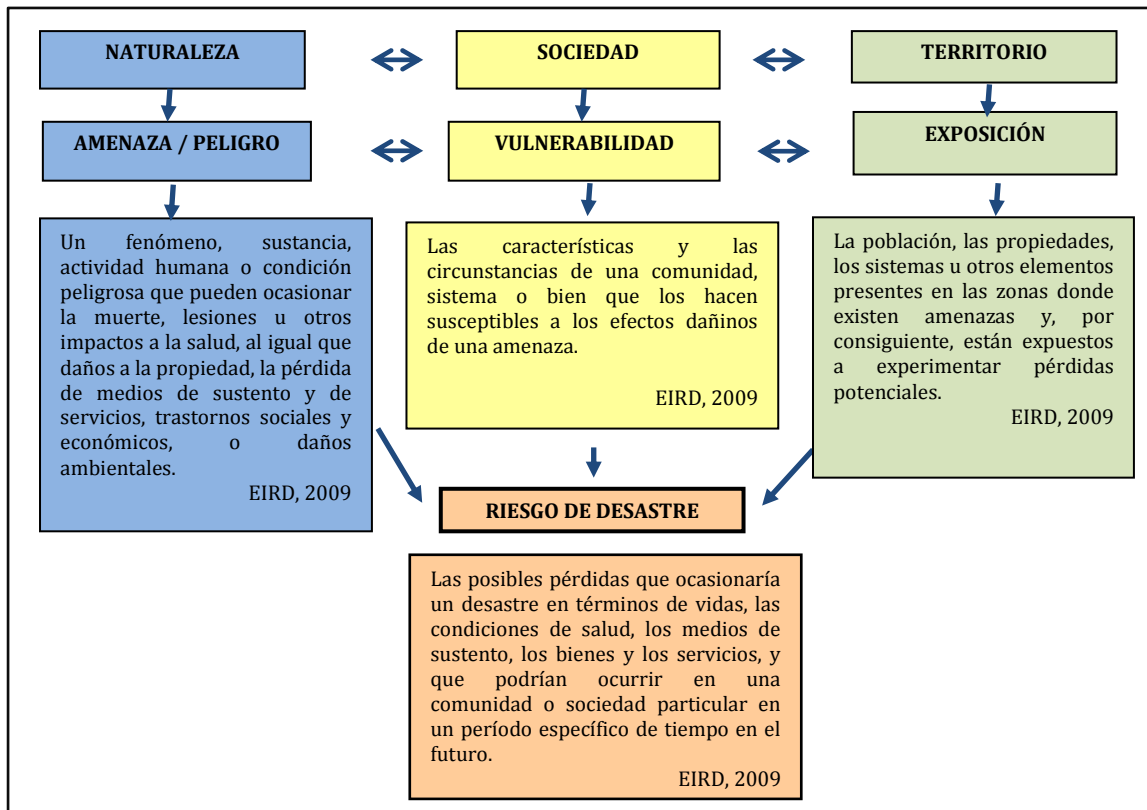 NATURALEZA
SOCIEDAD
TERRITORIO
AMENAZA / PELIGRO
VULNERABILIDAD
EXPOSICIÓN
Un fenómeno, sustancia,
actividad humana o condición
peligrosa que pueden ocasionar
la muerte, lesiones u otros
impactos a la salud, al igual que
daños a la propiedad, la pérdida
de medios de sustento y de
servicios, trastornos sociales y
económicos, o daños
ambientales.
EIRD, 2009
Las características y las
circunstancias de una comunidad,
sistema o bien que los hacen
susceptibles a los efectos dañinos
de una amenaza.
EIRD, 2009
La población, las propiedades,
los sistemas u otros elementos
presentes en las zonas donde
existen amenazas y, por
consiguiente, están expuestos
a experimentar pérdidas
potenciales.
EIRD, 2009
RIESGO DE DESASTRE
Las posibles pérdidas que ocasionaría
un desastre en términos de vidas, las
condiciones de salud, los medios de
sustento, los bienes y los servicios, y
que podrían ocurrir en una
comunidad o sociedad particular en
un período específico de tiempo en el
futuro.
EIRD, 2009